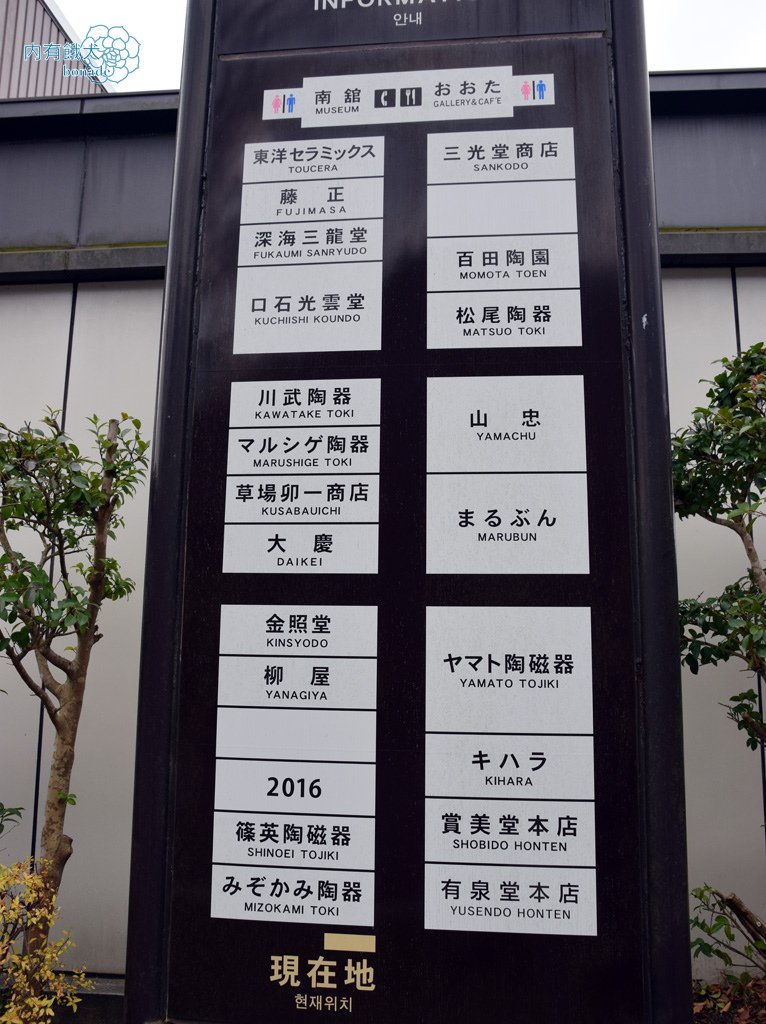 内有餓犬
bonade
INFORMATIO
안내
南舘
MUSEUM
おおた
GALLERY&CAF'E
東洋セラミックス
TOUCERA
藤正
FUJIMASA
深海三龍堂
FUKAUMI SANRYUDO
口石光雲堂
KUCHIISHI KOUNDO
三光堂商店
SANKODO
百田陶園
MOMOTA TOEN
松尾陶器
MATSUO TOKI
川武陶器
KAWATAKE TOKI
マルシゲ陶器
MARUSHIGE TOKI
草場卯一商店
KUSABAUICHI
大慶
DAIKEI
山忠
YAMACHU
まるぶん
MARUBUN
金照堂
KINSYODO
柳屋
YANAGIYA
2016
篠英陶磁器
SHINOEI TOJIKI
みぞかみ陶器
MIZOKAMI TOKI
ヤマト陶磁器
YAMATO TOJIKI
キハラ
KIHARA
賞美堂本店
SHOBIDO HONTEN
有泉堂本店
YUSENDO HONTEN
現在地
현재위치